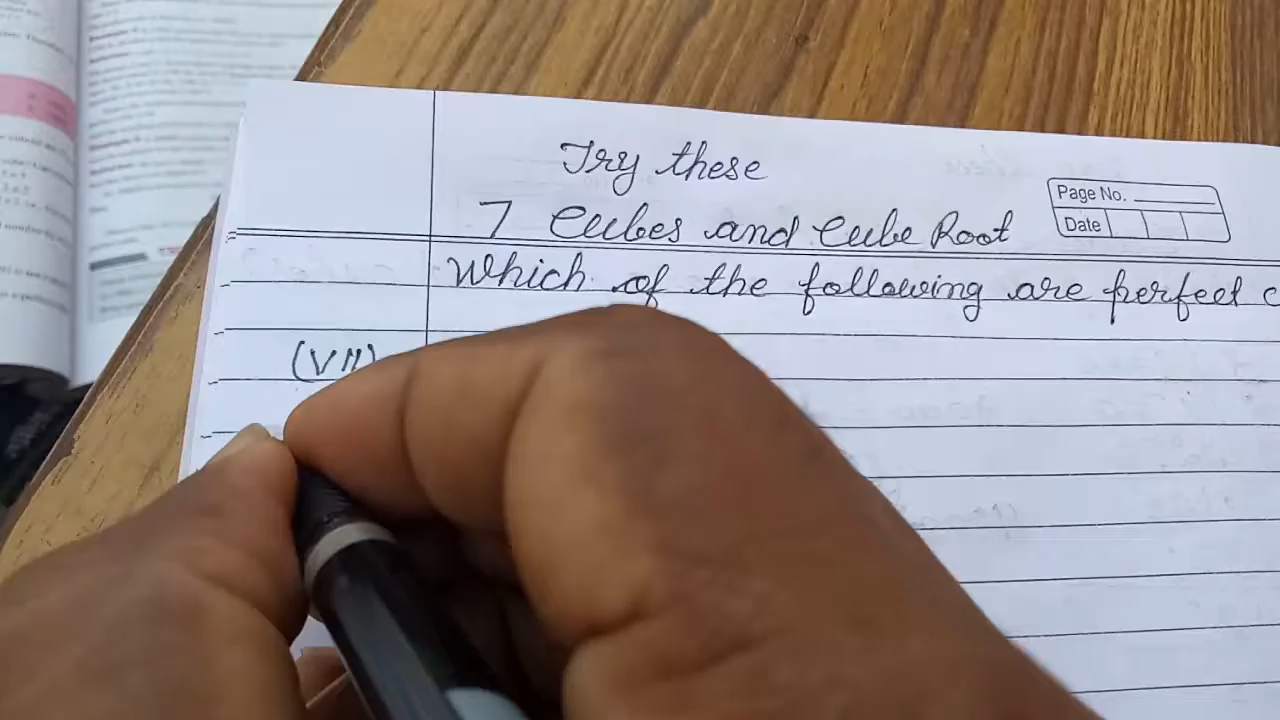 Try these
Page No.
7 Cubes and Cube Root
Date
Which of the following are perfect c
(VII)